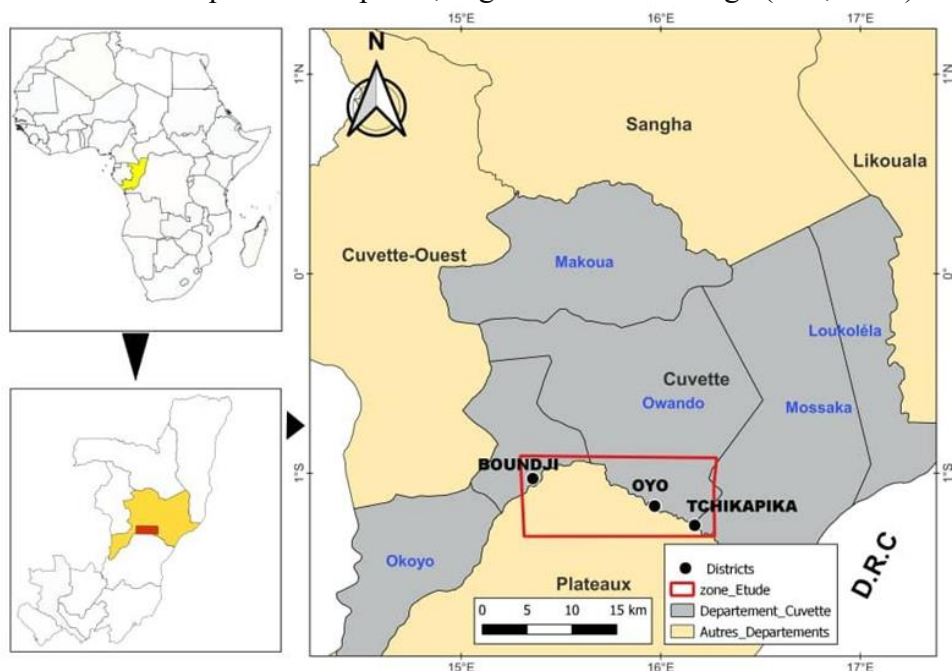 15°E 16°E 17°E
N
1°N
1°N
Sangha
Likouala
Cuvette-Ouest
Makoua
0°
0°
Loukoléla
Cuvette
Owando
Mossaka
BOUNDJI
1°S
1°S
OYO
TCHIKAPIKA
Okoyo
D.R.C
Plateaux
Districts
zone_Etude
Departement_Cuvette
Autres_Departements
0 5 10 15 km
15°E 16°E 17°E